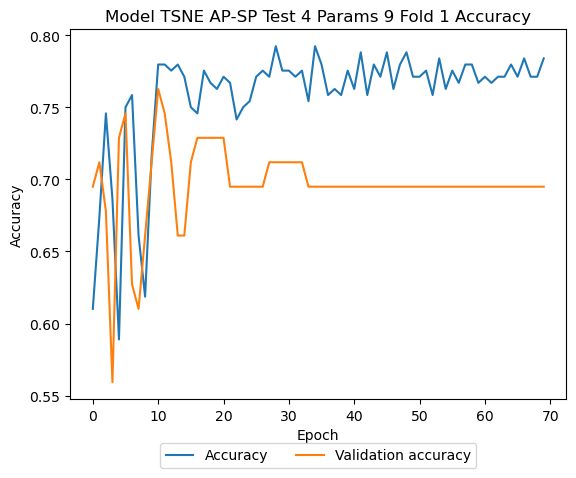 Model TSNE AP-SP Test 4 Params 9 Fold 1 Accuracy
0.80
0.75
0.70
0.65
0.60
0.55
Accuracy
0 10 20 30 40 50 60 70
Epoch
Accuracy Validation accuracy